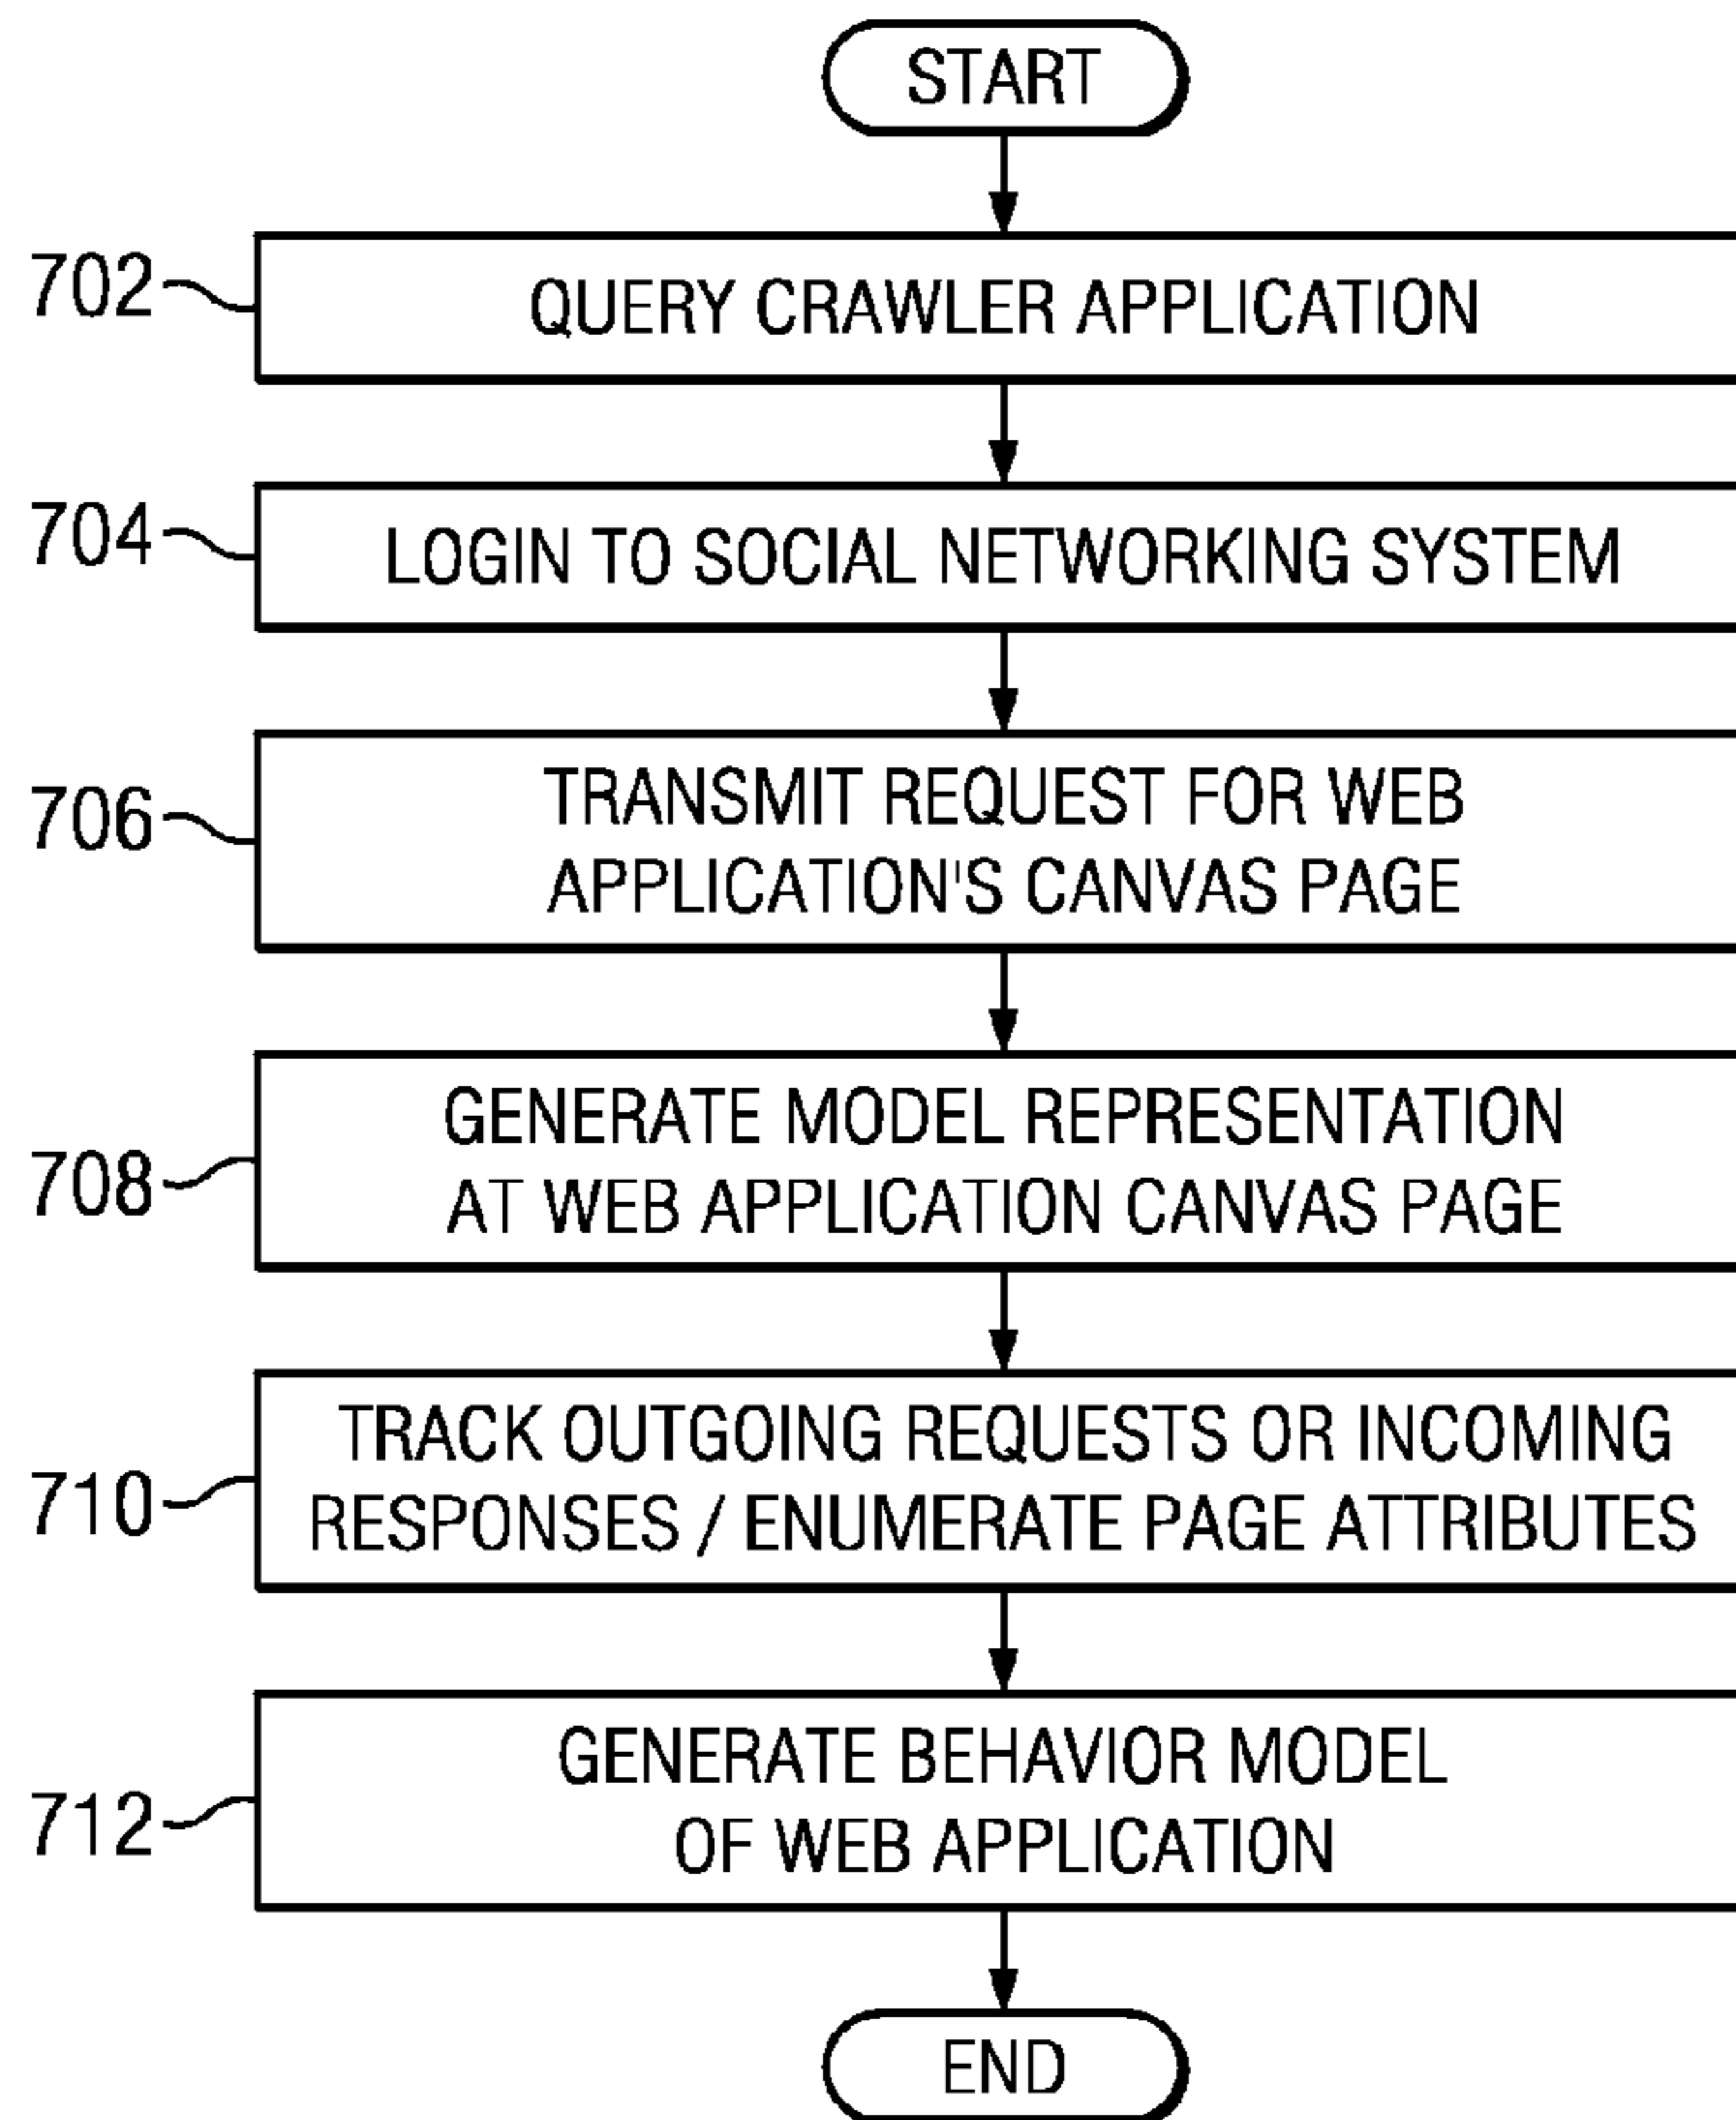 START
702
QUERY CRAWLER APPLICATION
704
LOGIN TO SOCIAL NETWORKING SYSTEM
706
TRANSMIT REQUEST FOR WEB
APPLICATION'S CANVAS PAGE
708
GENERATE MODEL REPRESENTATION
AT WEB APPLICATION CANVAS PAGE
710
TRACK OUTGOING REQUESTS OR INCOMING
RESPONSES / ENUMERATE PAGE ATTRIBUTES
712
GENERATE BEHAVIOR MODEL
OF WEB APPLICATION
END